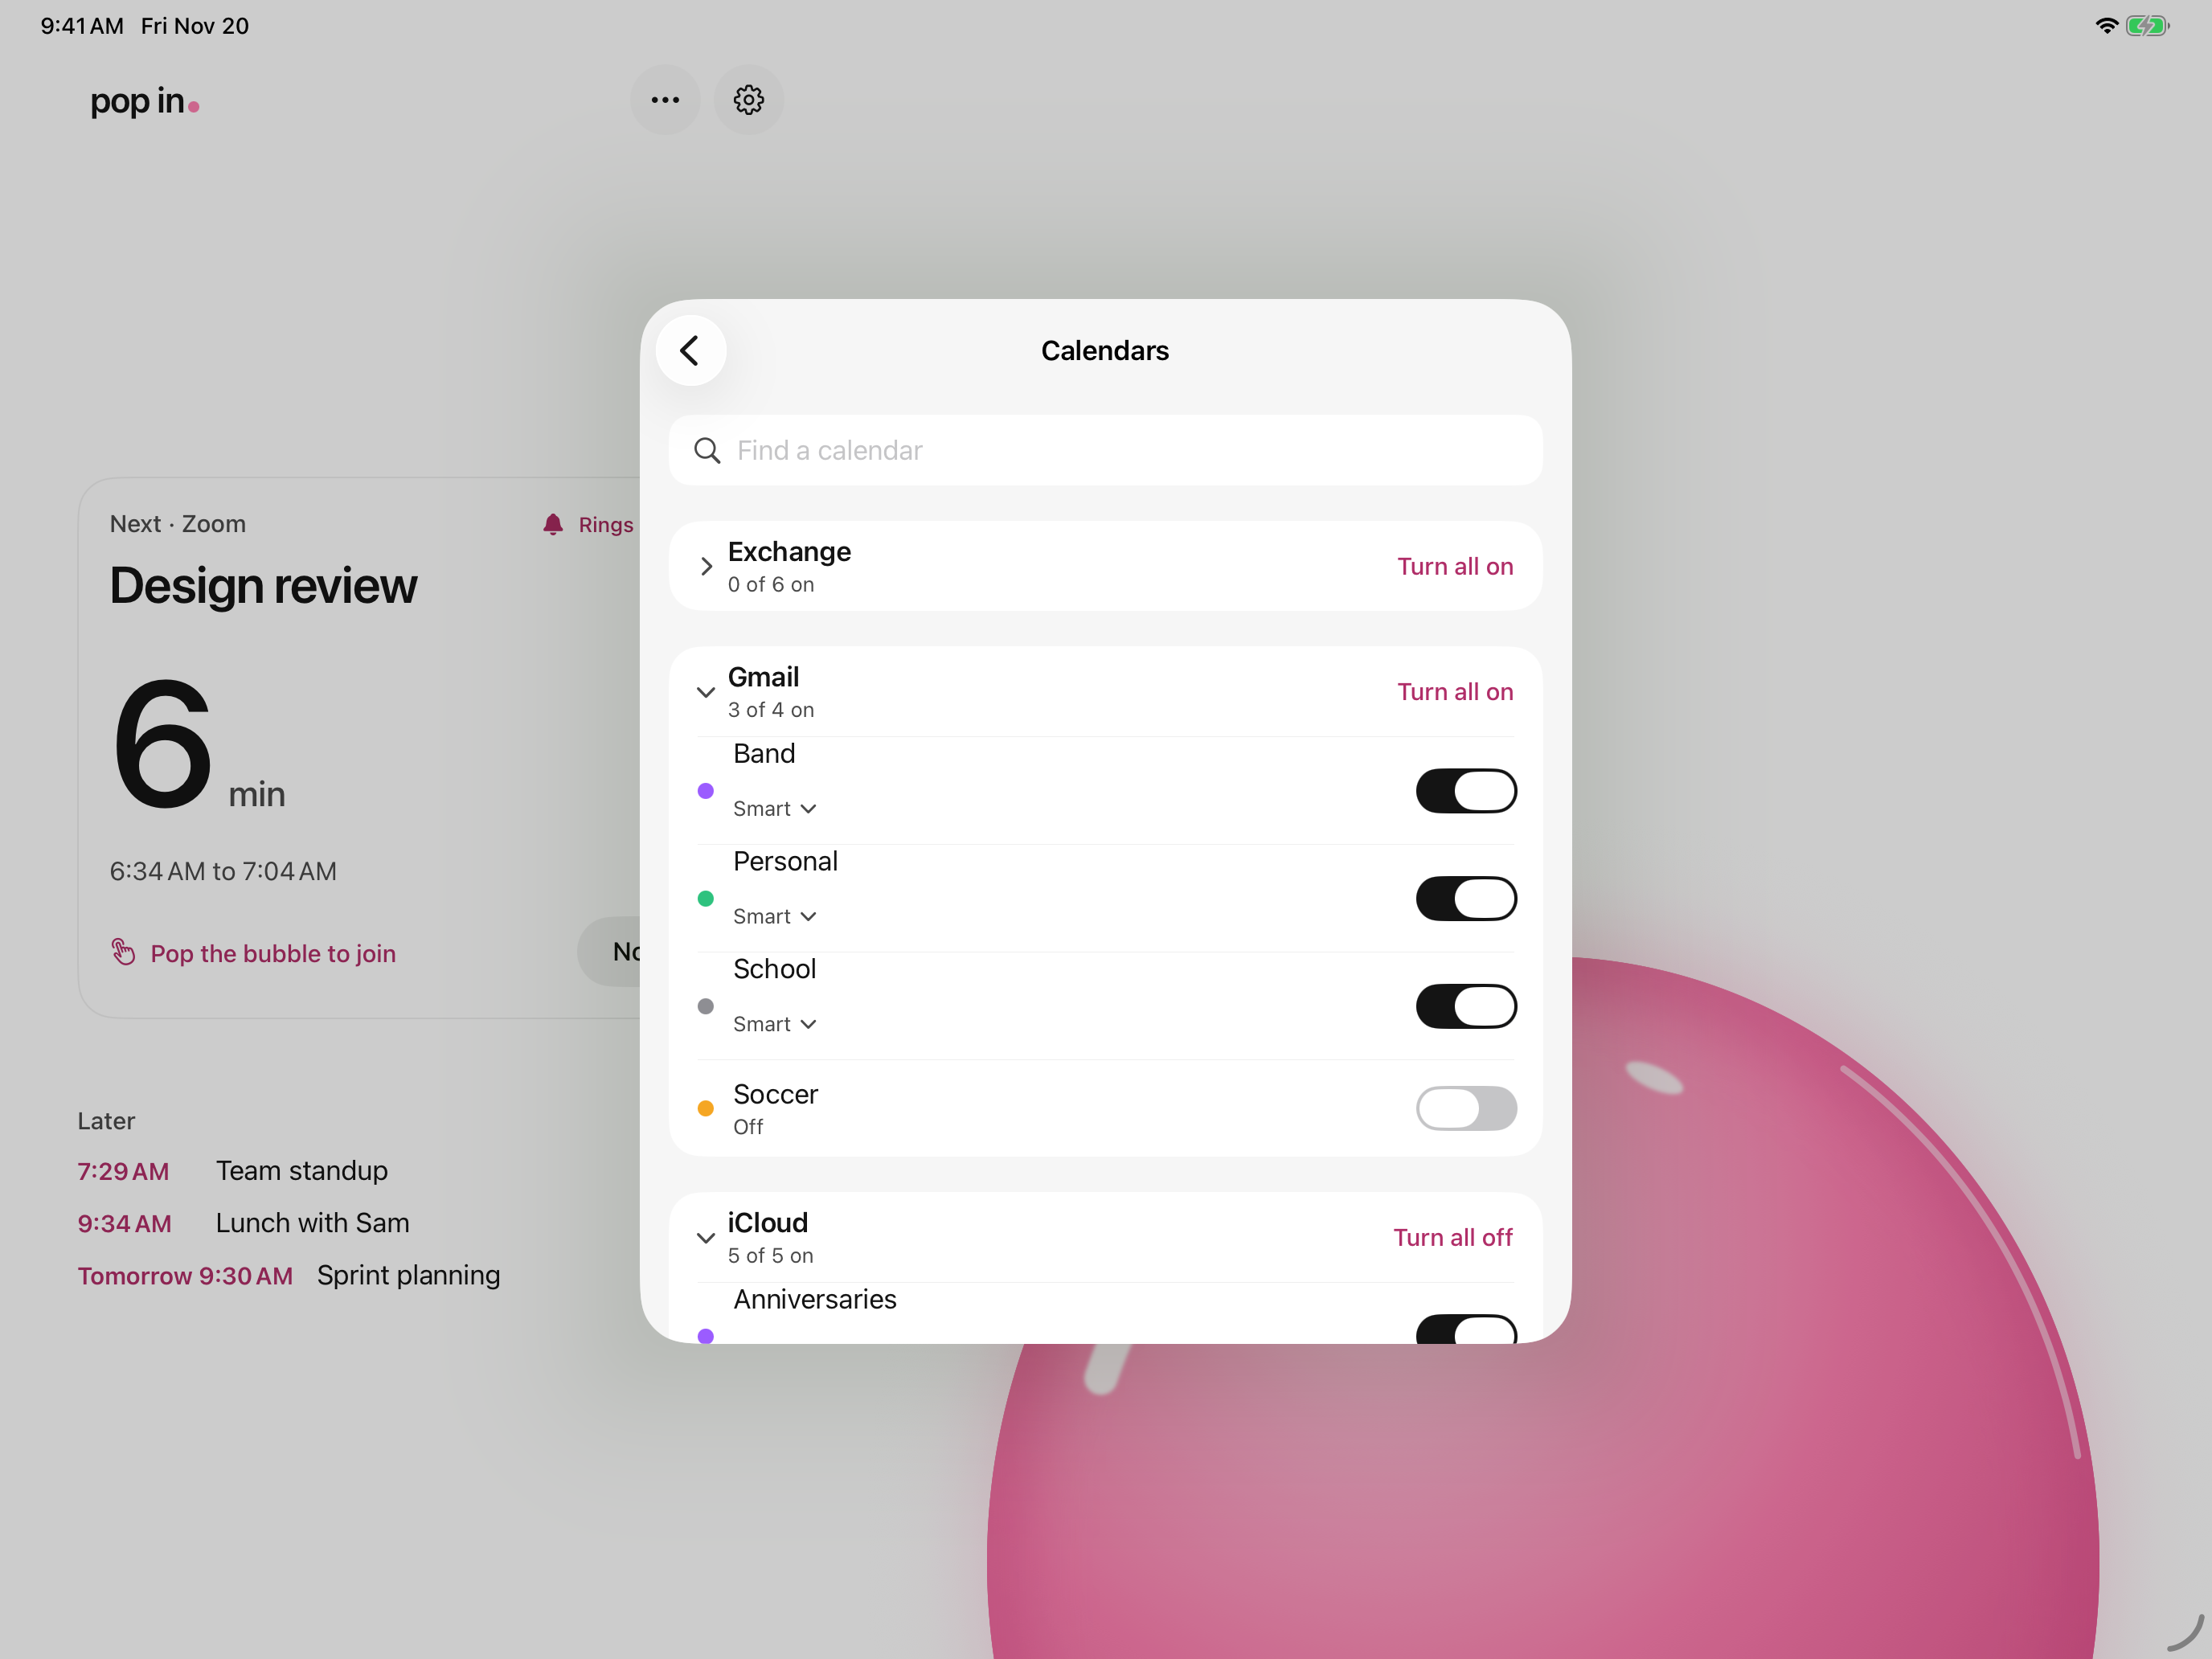 9:41 AM Fri Nov 20
pop in
Calendars
Find a calendar
Exchange
0 of 6 on
Turn all on
Gmail
3 of 4 on
Turn all on
Band
Smart
Personal
Smart
School
Smart
Soccer
Off
iCloud
5 of 5 on
Turn all off
Anniversaries
Next · Zoom
Rings
Design review
6 min
6:34 AM to 7:04 AM
Pop the bubble to join
Later
7:29 AM Team standup
9:34 AM Lunch with Sam
Tomorrow 9:30 AM Sprint planning